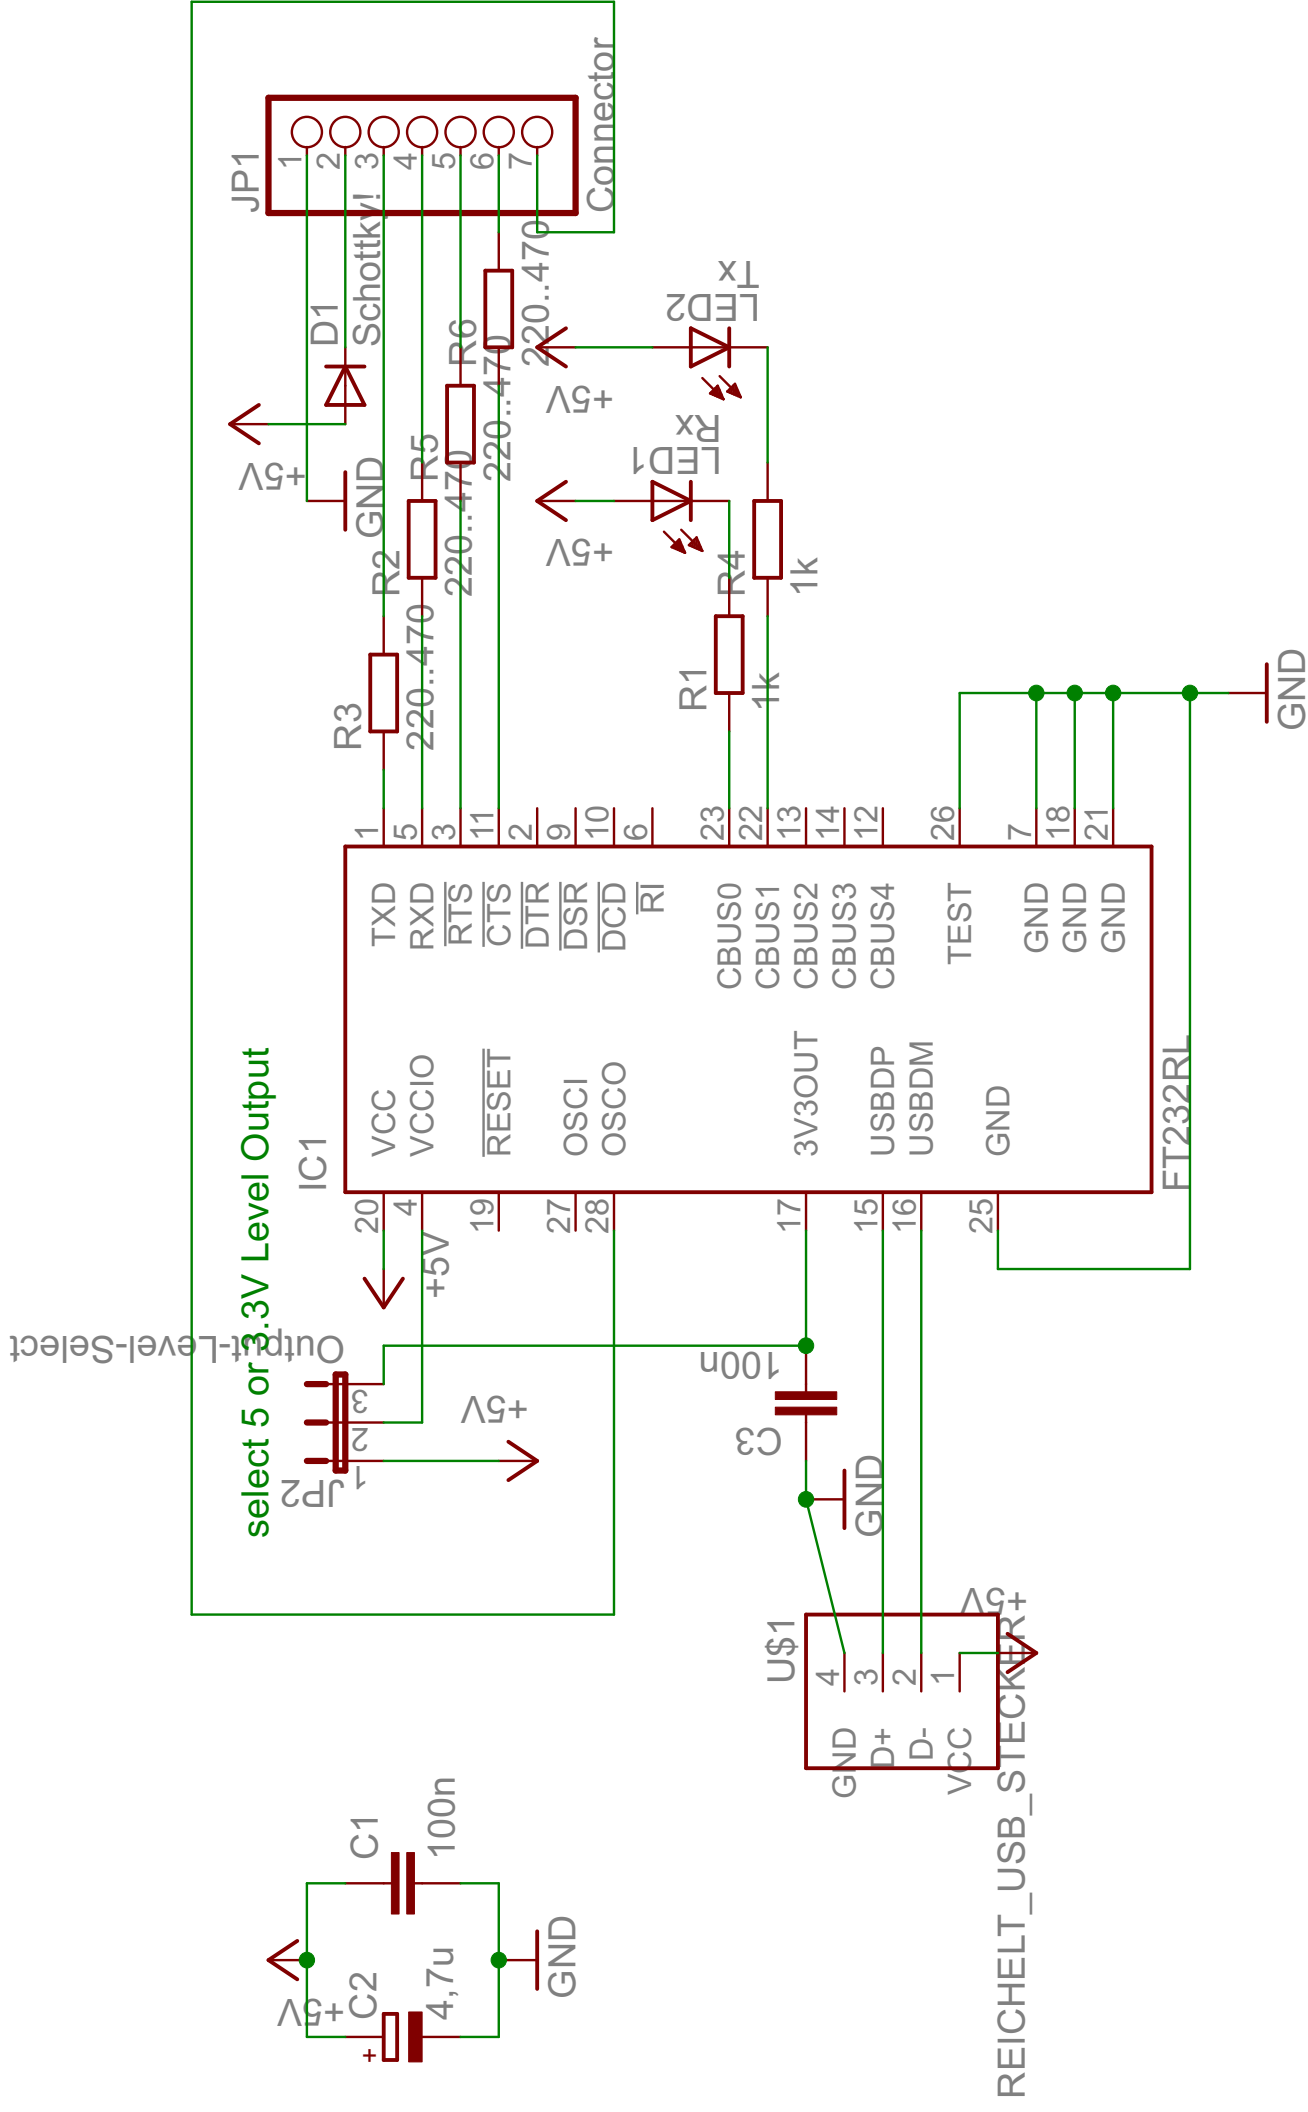 JP1
1
2
3
4
5
6
7
Connector
D1
Schottky!
+5V
GND
R6
220..470
R5
220..470
R2
220..470
R3
220..470
LED2
Tx
+5V
LED1
Rx
+5V
R4
1k
R1
1k
GND
1
5
3
11
2
9
10
6
23
22
13
14
12
26
7
18
21
TXD
RXD
RTS
CTS
DTR
DSR
DCD
RI
CBUS0
CBUS1
CBUS2
CBUS3
CBUS4
TEST
GND
GND
GND
IC1
VCC
VCCIO
RESET
OSCI
OSCO
3V3OUT
USBDP
USBDM
GND
FT232RL
20
4
19
27
28
17
15
16
25
+5V
select 5 or 3.3V Level Output
Output-Level-Select
3
2
1
JP2
+5V
100n
C3
GND
U$1
4
3
2
1
GND
D+
D-
VCC
+5V
REICHELT_USB_STECKER
C1
100n
+5V
C2
4,7u
+
GND